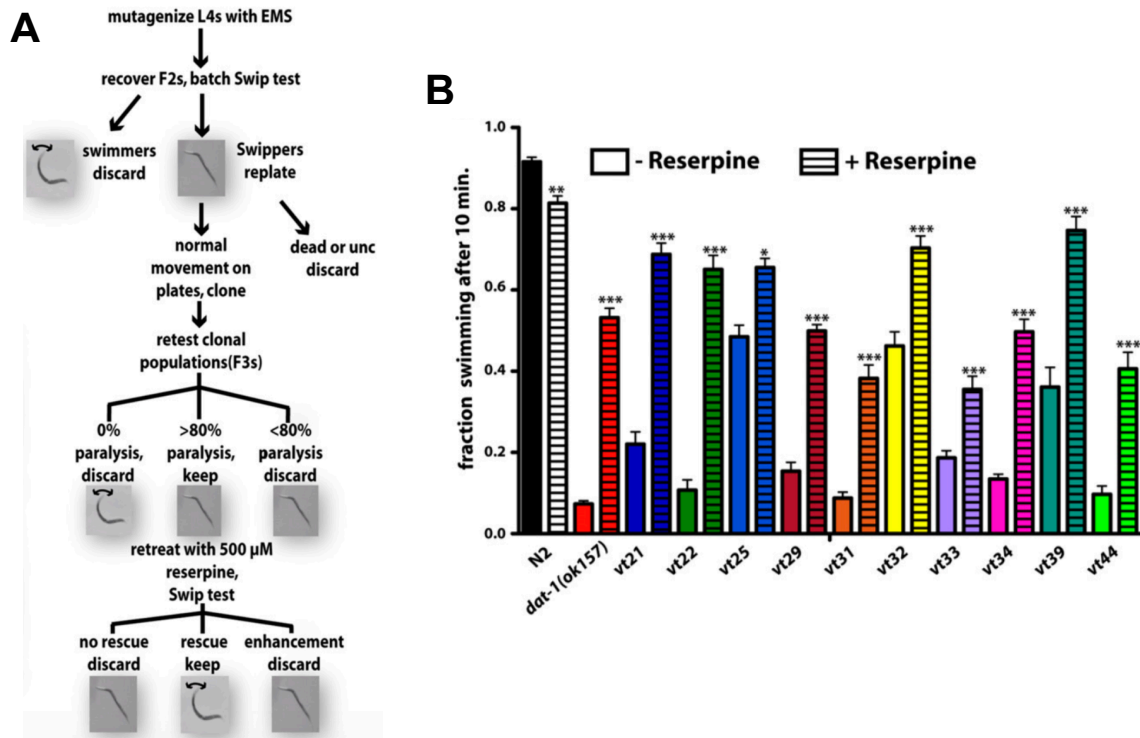 A
mutagenize L4s with EMS
recover F2s, batch Swip test
swimmers
discard
Swippers
replate
normal
movement on
plates, clone
dead or unc
discard
retest clonal
populations(F3s)
0%
paralysis,
discard
>80%
paralysis,
keep
<80%
paralysis
discard
retreat with 500 µM
reserpine,
Swip test
no rescue
discard
rescue
keep
enhancement
discard
B
fraction swimming after 10 min.
1.0
0.8
0.6
0.4
0.2
0.0
- Reserpine
+ Reserpine
**
***
***
***
*
***
***
***
***
***
***
***
N2
dat-1(ok157)
vt21
vt22
vt25
vt29
vt31
vt32
vt33
vt34
vt39
vt44